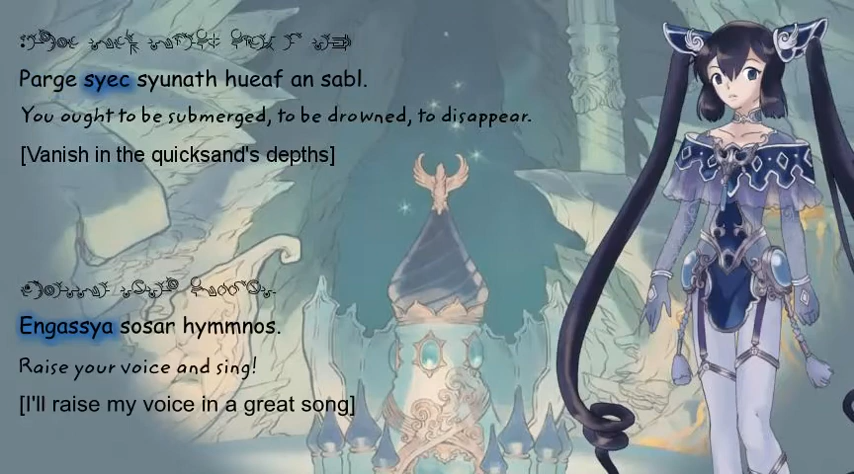 Parge syec syunath hueaf an sabl.
You ought to be submerged, to be drowned, to disappear.
[Vanish in the quicksand's depths]
Engassya sosar hymmnos.
Raise your voice and sing!
[I'll raise my voice in a great song]